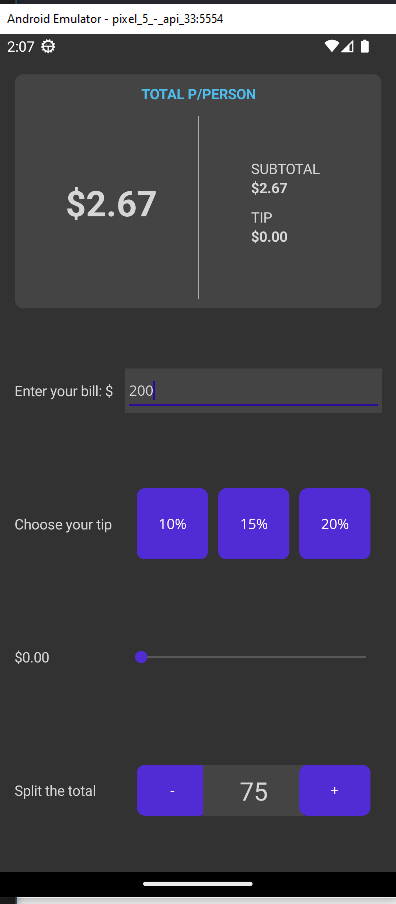 Android Emulator - pixel_5_-_api_33:5554
2:07
TOTAL P/PERSON
$2.67
SUBTOTAL
$2.67
TIP
$0.00
Enter your bill: $ 200
Choose your tip 10% 15% 20%
$0.00
Split the total - 75 +